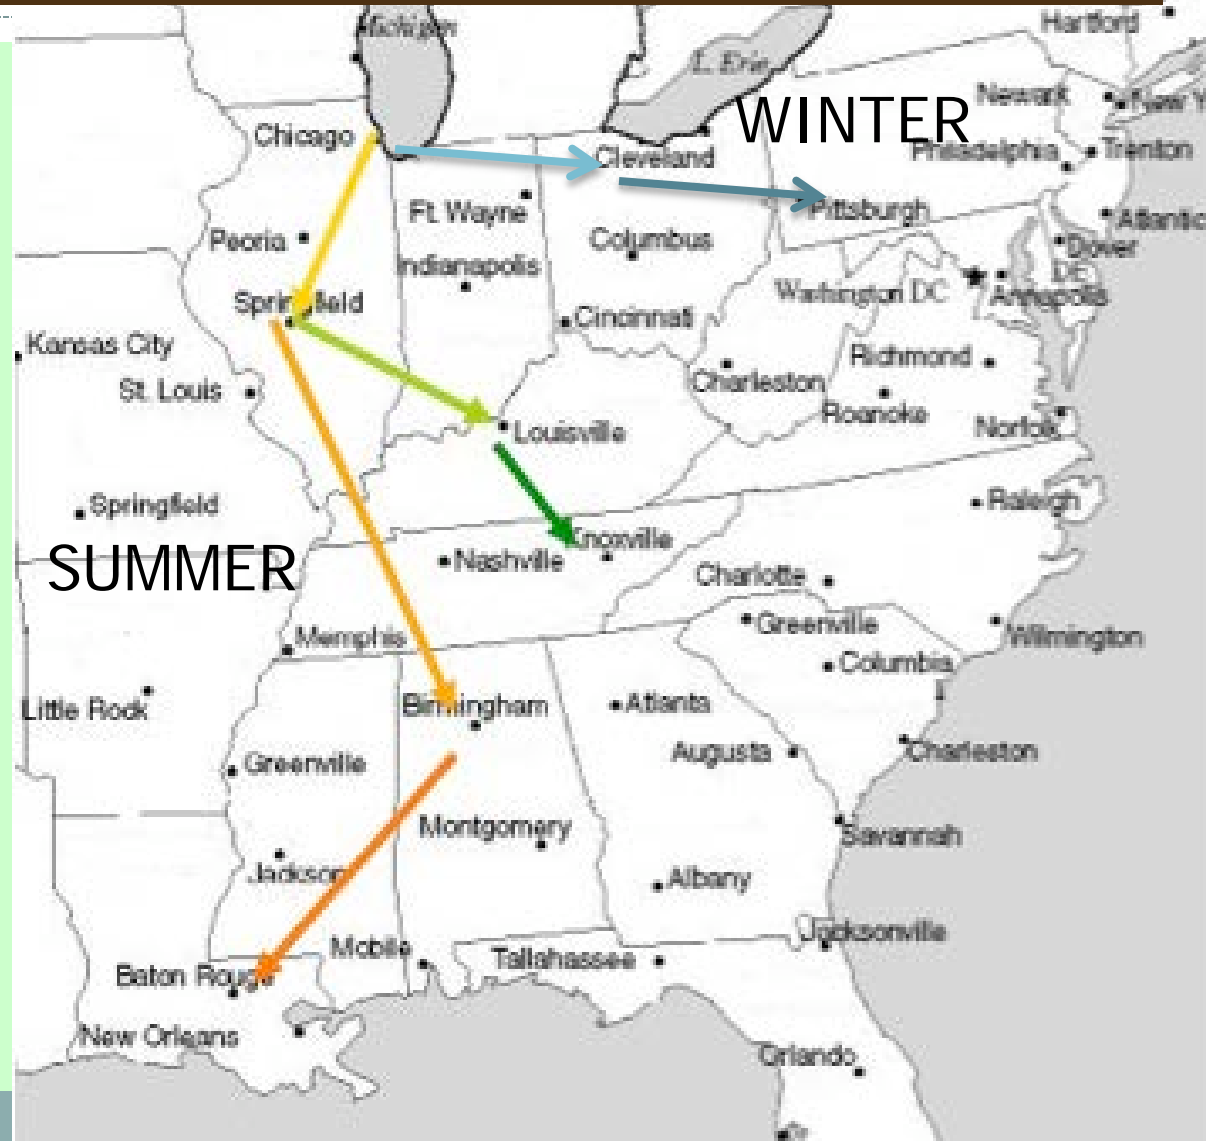 Michigan
Hartford
L. Erie
Newark
New Y
WINTER
Chicago
Cleveland
Philadelphia
Trenton
Ft. Wayne
Pittsburgh
Atlantic
Peoria
Columbus
Dover
DE
Indianapolis
Washington DC
Annapolis
Springfield
Cincinnati
Kansas City
Richmond
St. Louis
Charleston
Roanoke
Louisville
Norfolk
Springfield
Raleigh
Knoxville
Nashville
SUMMER
Charlotte
Greenville
Memphis
Wilmington
Columbia
Little Rock
Birmingham
Atlanta
Augusta
Charleston
Greenville
Montgomery
Savannah
Jackson
Albany
Jacksonville
Mobile
Tallahassee
Baton Rouge
New Orleans
Orlando